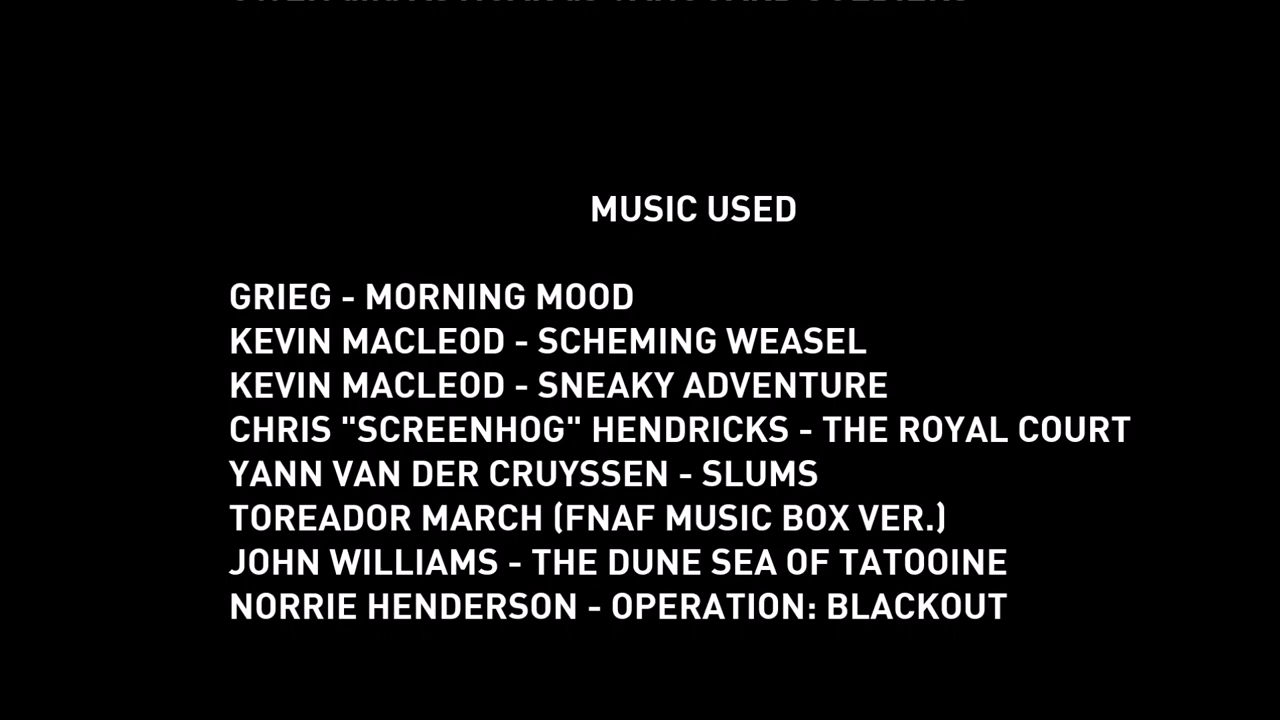 MUSIC USED
GRIEG - MORNING MOOD
KEVIN MACLEOD - SCHEMING WEASEL
KEVIN MACLEOD - SNEAKY ADVENTURE
CHRIS "SCREENHOG" HENDRICKS - THE ROYAL COURT
YANN VAN DER CRUYSSEN - SLUMS
TOREADOR MARCH (FNAF MUSIC BOX VER.)
JOHN WILLIAMS - THE DUNE SEA OF TATOOINE
NORRIE HENDERSON - OPERATION: BLACKOUT